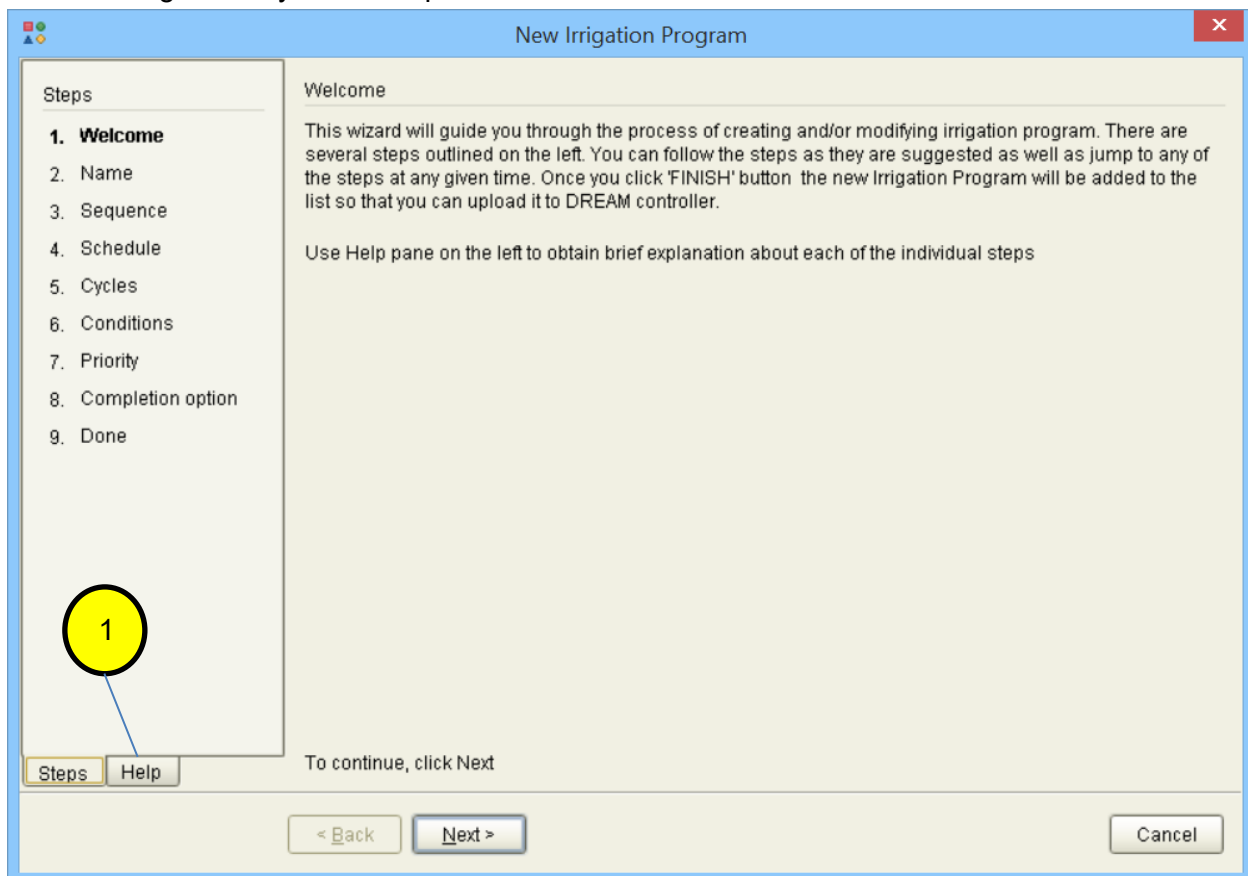 New Irrigation Program
Steps
1. Welcome
2. Name
3. Sequence
4. Schedule
5. Cycles
6. Conditions
7. Priority
8. Completion option
9. Done
1
Steps Help
Welcome
This wizard will guide you through the process of creating and/or modifying irrigation program. There are
several steps outlined on the left. You can follow the steps as they are suggested as well as jump to any of
the steps at any given time. Once you click 'FINISH' button the new Irrigation Program will be added to the
list so that you can upload it to DREAM controller.
Use Help pane on the left to obtain brief explanation about each of the individual steps
To continue, click Next
< Back Next > Cancel